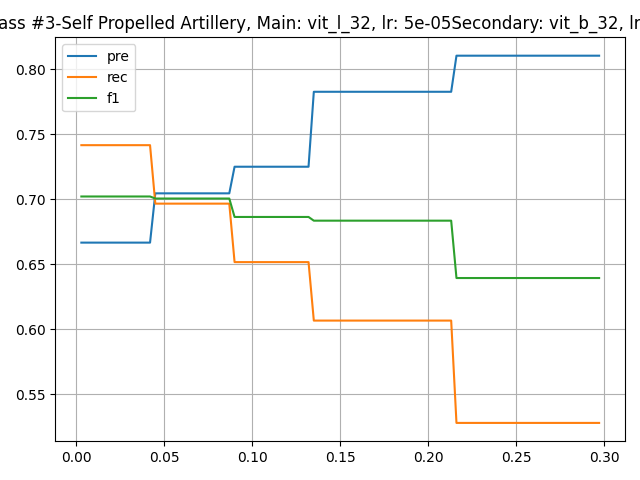 ass #3-Self Propelled Artillery, Main: vit_l_32, lr: 5e-05Secondary: vit_b_32, lr
pre
rec
f1
0.80
0.75
0.70
0.65
0.60
0.55
0.00 0.05 0.10 0.15 0.20 0.25 0.30